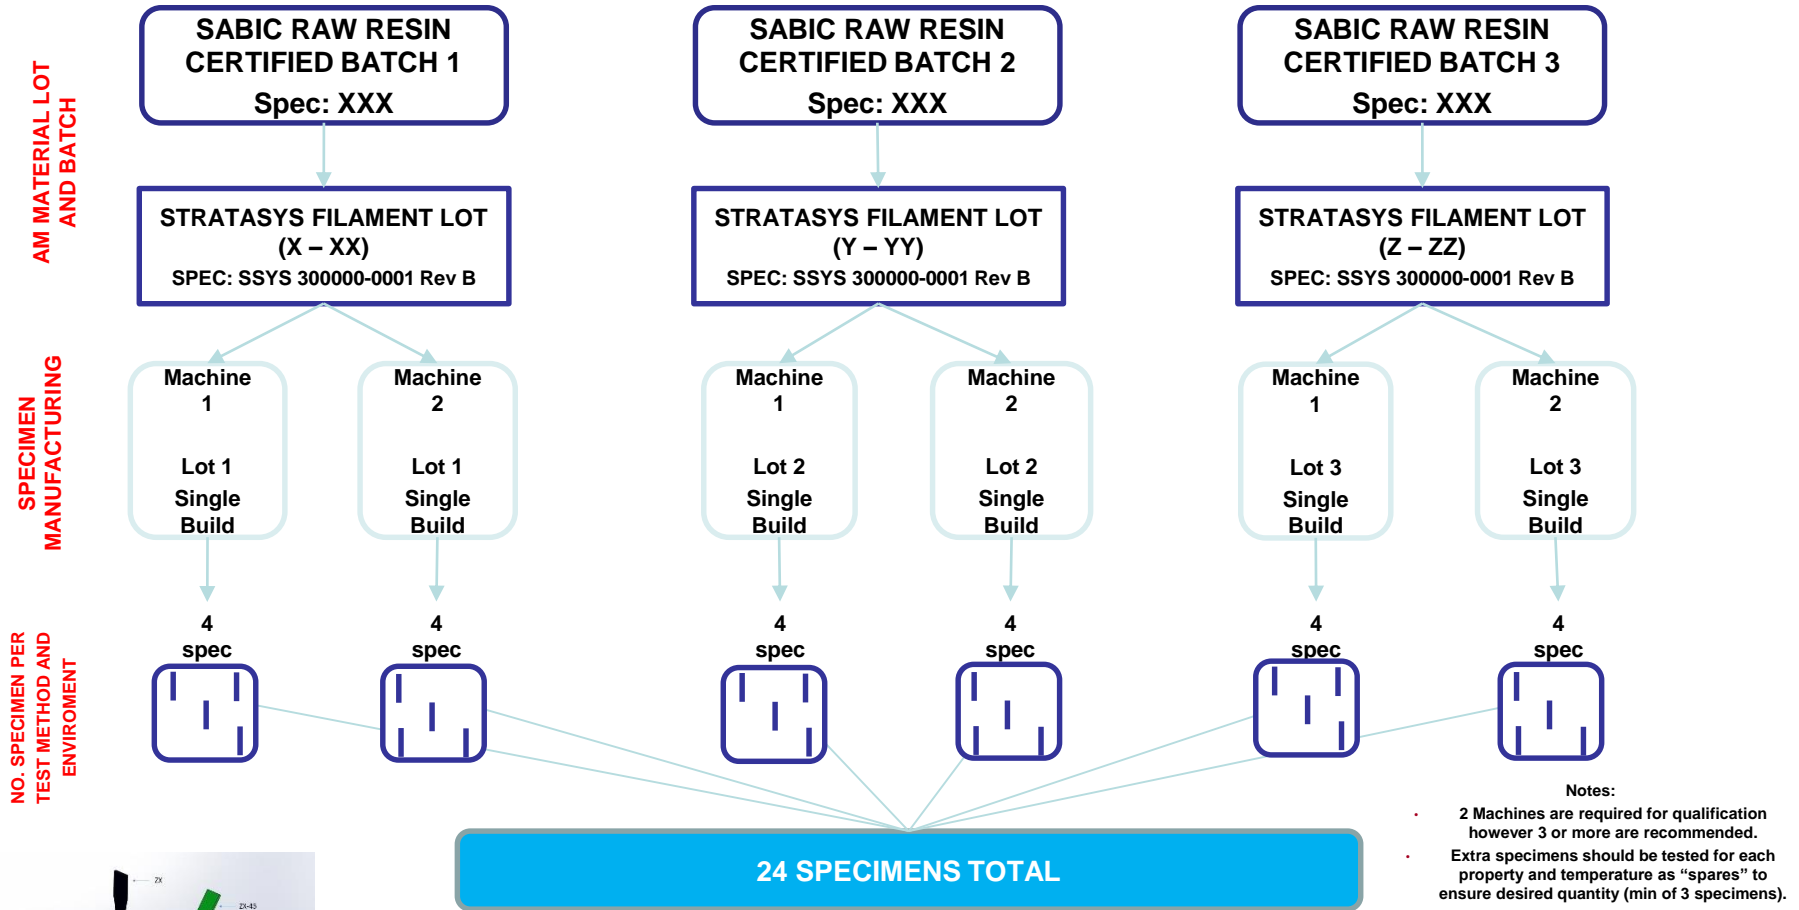 SABIC RAW RESIN
CERTIFIED BATCH 1
Spec: XXX
SABIC RAW RESIN
CERTIFIED BATCH 2
Spec: XXX
SABIC RAW RESIN
CERTIFIED BATCH 3
Spec: XXX
AM MATERIAL LOT
AND BATCH
STRATASYS FILAMENT LOT
(X – XX)
SPEC: SSYS 300000-0001 Rev B
STRATASYS FILAMENT LOT
(Y – YY)
SPEC: SSYS 300000-0001 Rev B
STRATASYS FILAMENT LOT
(Z – ZZ)
SPEC: SSYS 300000-0001 Rev B
SPECIMEN
MANUFACTURING
Machine
1
Lot 1
Single
Build
Machine
2
Lot 1
Single
Build
Machine
1
Lot 2
Single
Build
Machine
2
Lot 2
Single
Build
Machine
1
Lot 3
Single
Build
Machine
2
Lot 3
Single
Build
NO. SPECIMEN PER
TEST METHOD AND
ENVIROMENT
4
spec
4
spec
4
spec
4
spec
4
spec
4
spec
24 SPECIMENS TOTAL
Notes:
· 2 Machines are required for qualification
however 3 or more are recommended.
· Extra specimens should be tested for each
property and temperature as “spares” to
ensure desired quantity (min of 3 specimens).
ZX
ZX-45